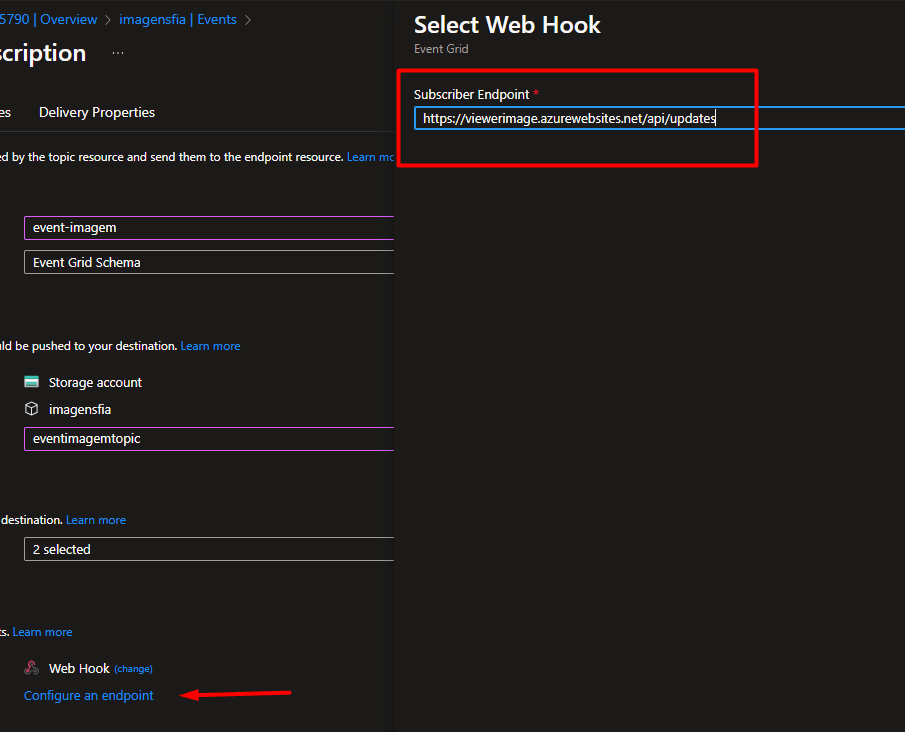 5790 | Overview > imagensfia | Events >
scription ...
es Delivery Properties
ed by the topic resource and send them to the endpoint resource. Learn mo
event-imagem
Event Grid Schema
uld be pushed to your destination. Learn more
Storage account
imagensfia
eventimagemtopic
destination. Learn more
2 selected
ts. Learn more
Web Hook (change)
Configure an endpoint
Select Web Hook
Event Grid
Subscriber Endpoint *
https://viewerimage.azurewebsites.net/api/updates